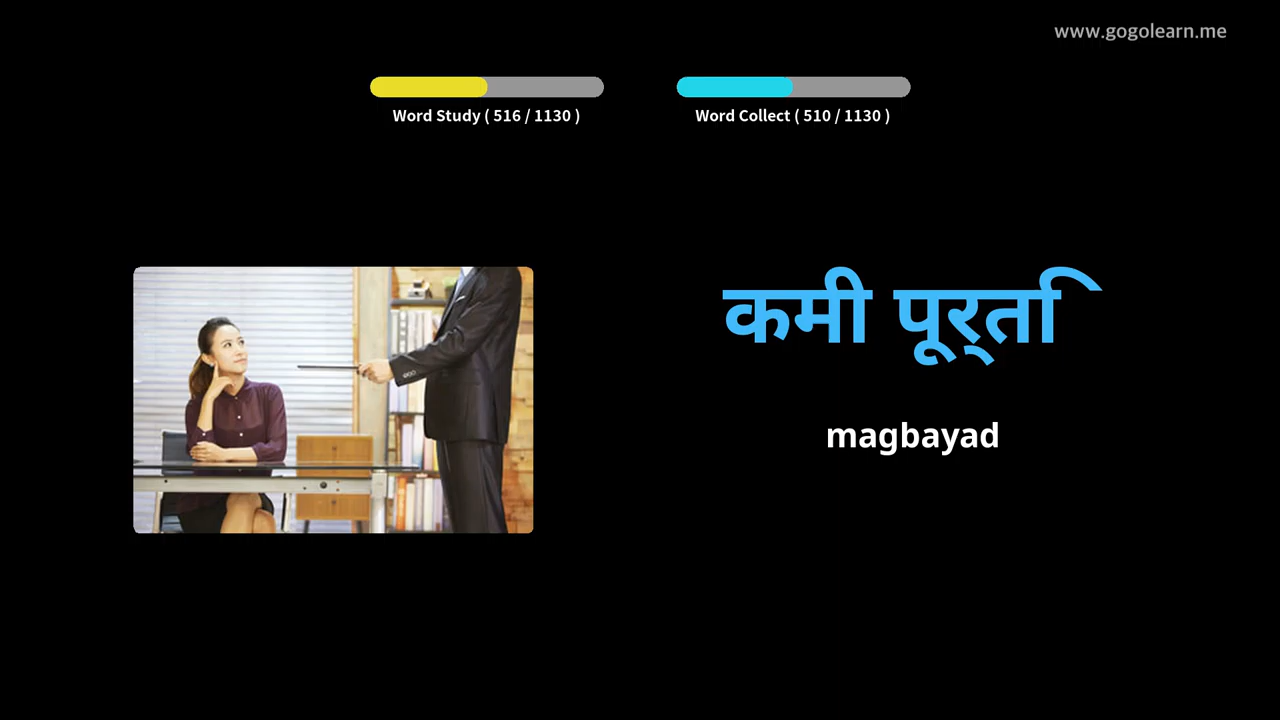 www.gogolearn.me
Word Study ( 516 / 1130 )
Word Collect ( 510 / 1130 )
कमी पूर्ति
magbayad